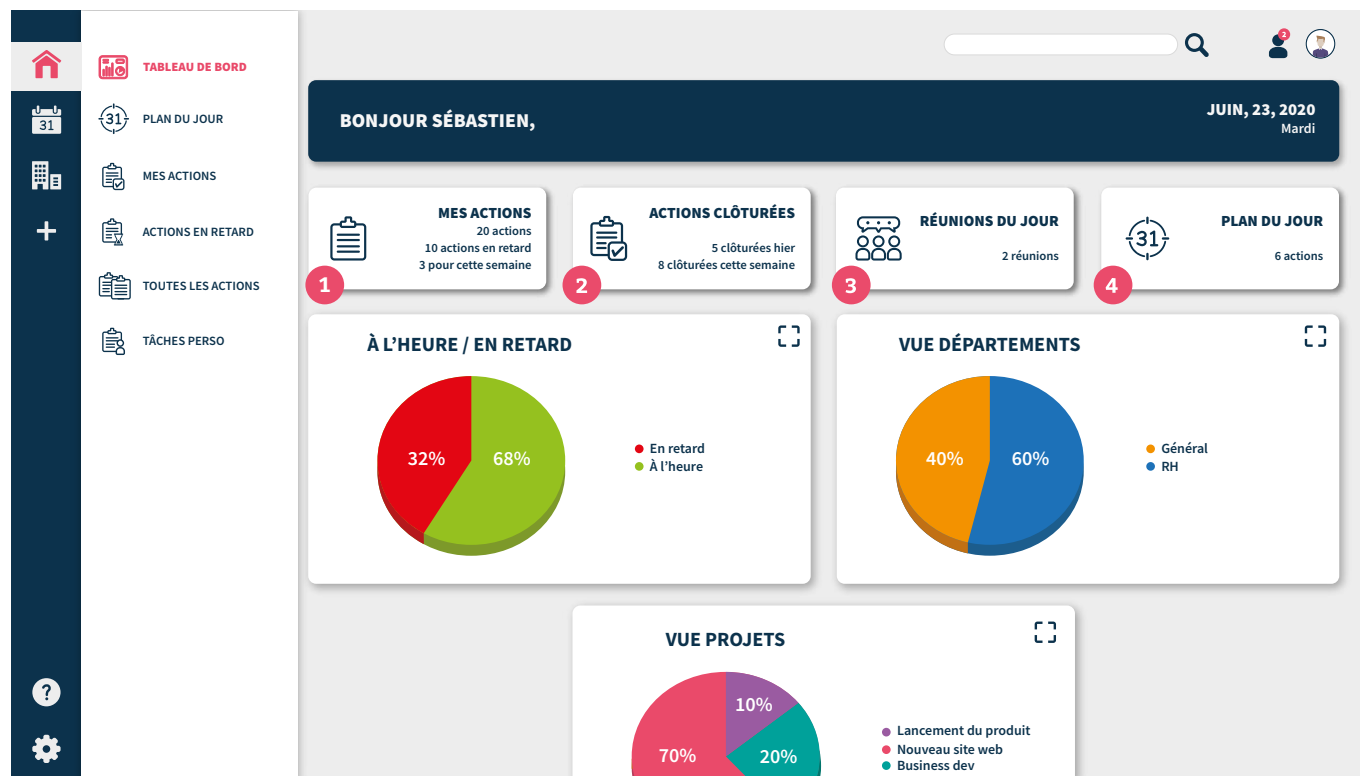 2
31
TABLEAU DE BORD
31 PLAN DU JOUR
MES ACTIONS
ACTIONS EN RETARD
TOUTES LES ACTIONS
TÂCHES PERSO
?
BONJOUR SÉBASTIEN,
JUIN, 23, 2020
Mardi
MES ACTIONS
20 actions
10 actions en retard
3 pour cette semaine
1
ACTIONS CLÔTURÉES
5 clôturées hier
8 clôturées cette semaine
2
RÉUNIONS DU JOUR
2 réunions
3
31
PLAN DU JOUR
6 actions
4
À L’HEURE / EN RETARD
32% 68%
En retard
À l’heure
VUE DÉPARTEMENTS
40% 60%
Général
RH
VUE PROJETS
10%
70% 20%
Lancement du produit
Nouveau site web
Business dev